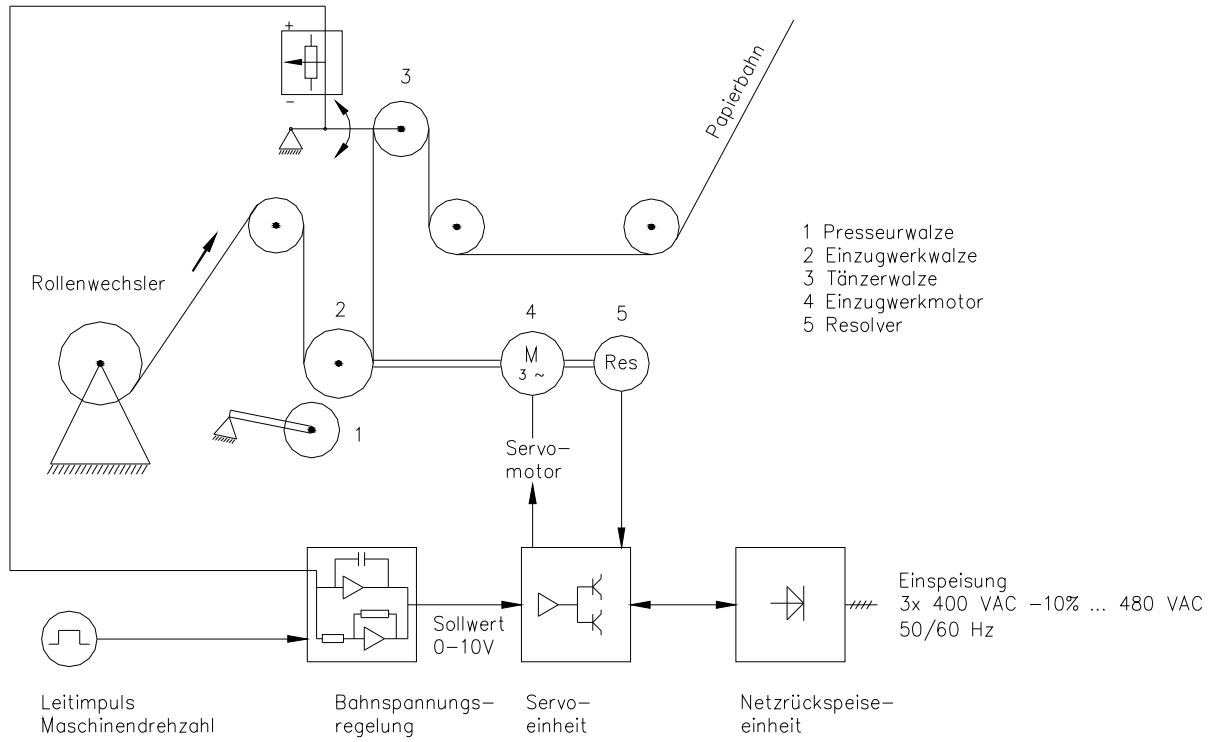 +
−
3
Papierbahn
Rollenwechsler
1 Presseurwalze
2 Einzugwerkwalze
3 Tänzerwalze
4 Einzugwerkmotor
5 Resolver
2
4
5
M
3 ~
Res
1
Servo–
motor
Sollwert
0–10V
Einspeisung
3x 400 VAC –10% ... 480 VAC
50/60 Hz
Leitimpuls
Maschinendrehzahl
Bahnspannungs–
regelung
Servo–
einheit
Netzrückspeise–
einheit